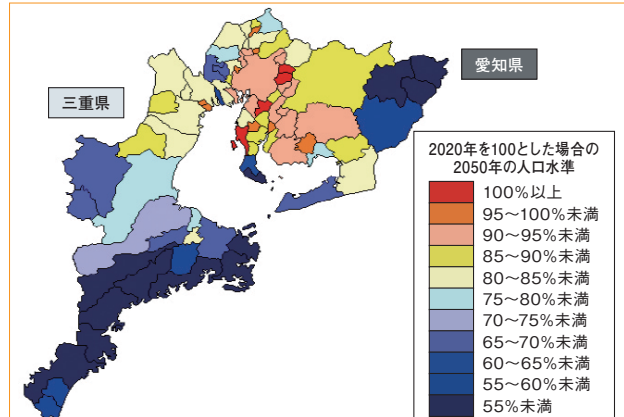 愛知県
三重県
2020年を100とした場合の
2050年の人口水準
100%以上
95～100%未満
90～95%未満
85～90%未満
80～85%未満
75～80%未満
70～75%未満
65～70%未満
60～65%未満
55～60%未満
55%未満